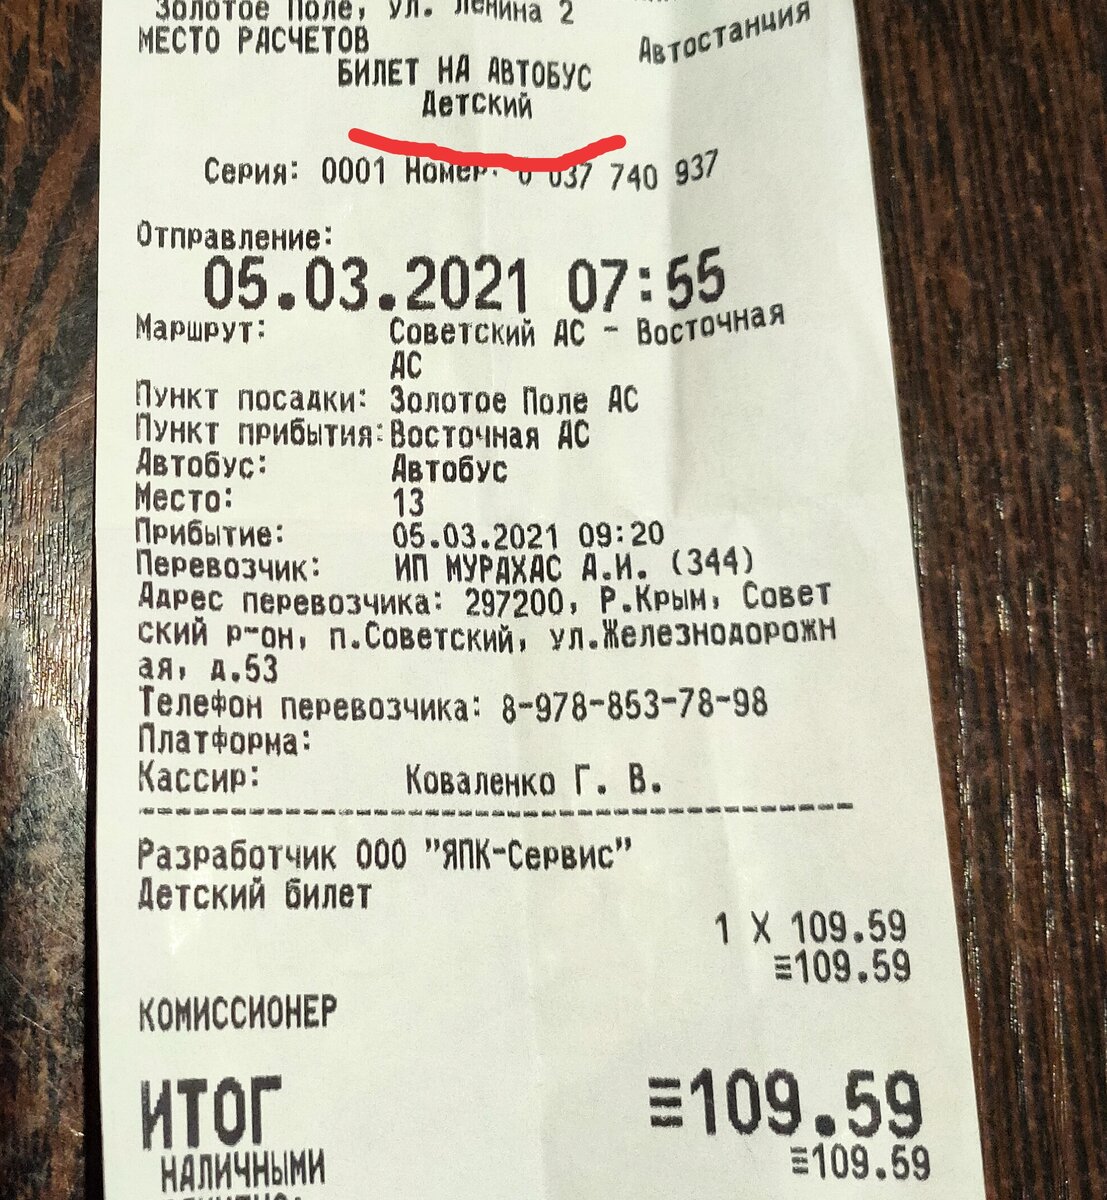 Золотое Поле, ул. Ленина 2
МЕСТО РАСЧЕТОВ Автостанция
БИЛЕТ НА АВТОБУС
Детский
Серия: 0001 Номер: 0 037 740 937
Отправление:
05.03.2021 07:55
Маршрут: Советский АС - Восточная
АС
Пункт посадки: Золотое Поле АС
Пункт прибытия: Восточная АС
Автобус: Автобус
Место: 13
Прибытие: 05.03.2021 09:20
Перевозчик: ИП МУРАХАС А.И. (344)
Адрес перевозчика: 297200, Р.Крым, Совет
ский р-он, п.Советский, ул.Железнодорожн
ая, д.53
Телефон перевозчика: 8-978-853-78-98
Платформа:
Кассир: Коваленко Г. В.
Разработчик ООО "ЯПК-Сервис"
Детский билет
1 X 109.59
≡109.59
КОМИССИОНЕР
ИТОГ ≡109.59
НАЛИЧНЫМИ ≡109.59